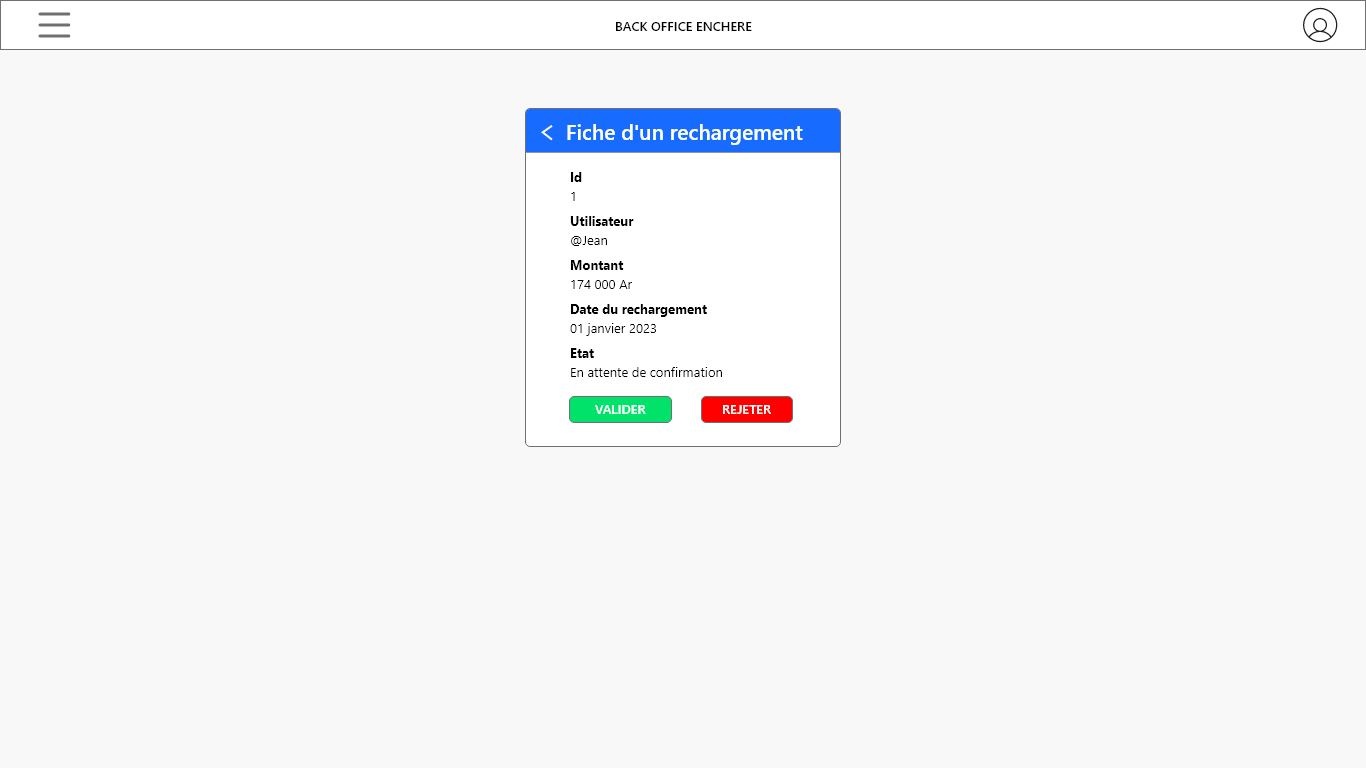 BACK OFFICE ENCHERE
Fiche d'un rechargement
Id
1
Utilisateur
@Jean
Montant
174 000 Ar
Date du rechargement
01 janvier 2023
Etat
En attente de confirmation
VALIDER REJETER